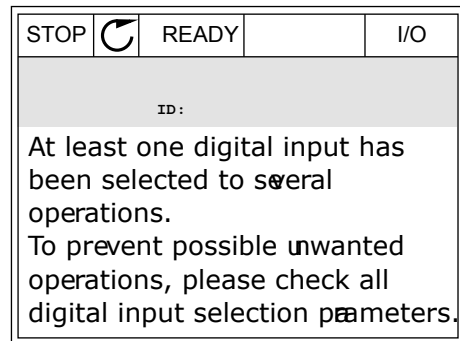 STOP READY I/O
ID:
At least one digital input has
been selected to several
operations.
To prevent possible unwanted
operations, please check all
digital input selection parameters.